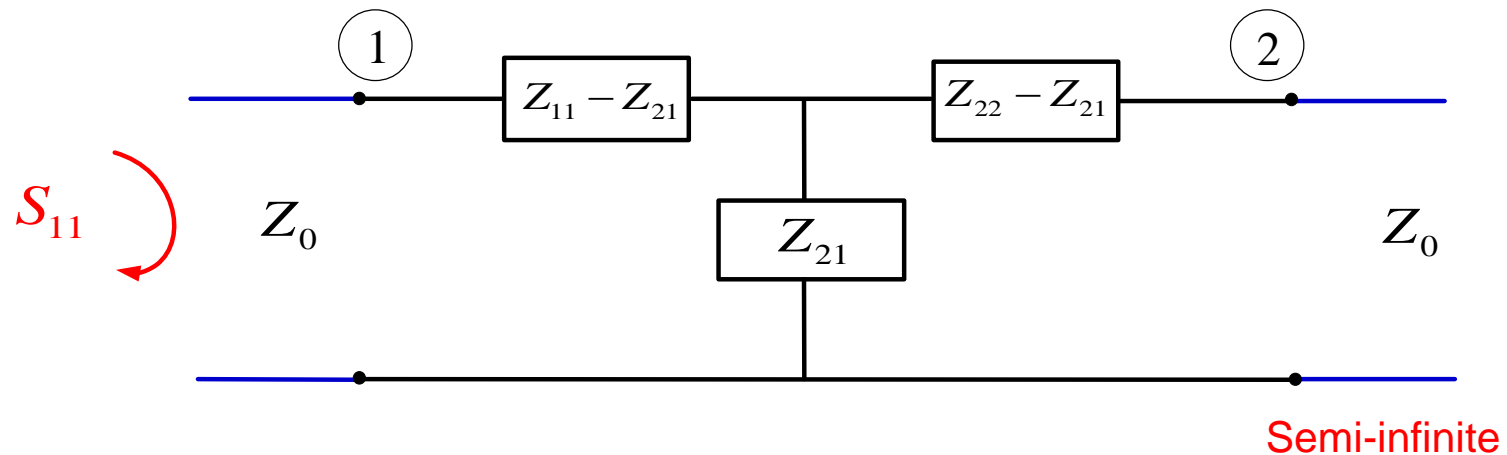 1
2
Z₁₁ − Z₂₁
Z₂₂ − Z₂₁
S₁₁
Z₀
Z₂₁
Z₀
Semi-infinite